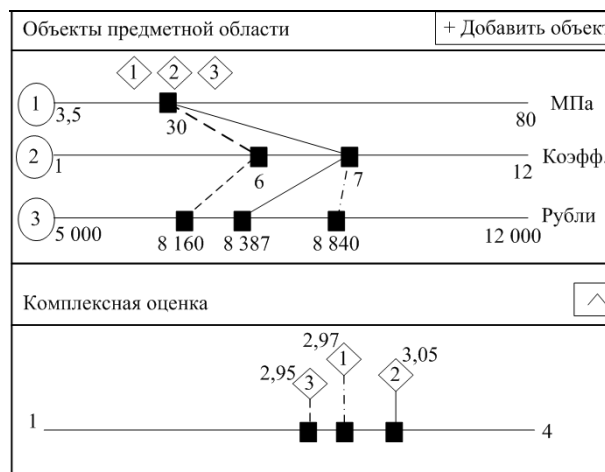 Объекты предметной области
+ Добавить объект
1 2 3
1 3,5 30 80 МПа
2 1 6 7 12 Коэфф.
3 5 000 8 160 8 387 8 840 12 000 Рубли
Комплексная оценка
2,97
2,95 3 1 2 3,05
1 4